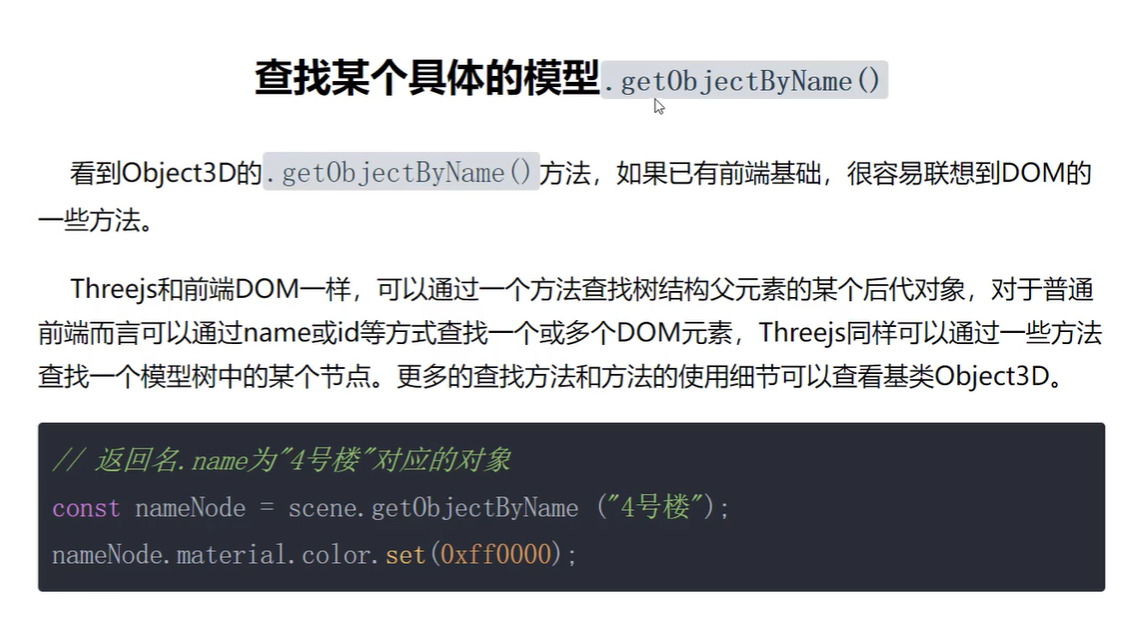 查找某个具体的模型.getObjectByName()
看到Object3D的.getObjectByName()方法，如果已有前端基础，很容易联想到DOM的
一些方法。
Threejs和前端DOM一样，可以通过一个方法查找树结构父元素的某个后代对象，对于普通
前端而言可以通过name或id等方式查找一个或多个DOM元素，Threejs同样可以通过一些方法
查找一个模型树中的某个节点。更多的查找方法和方法的使用细节可以查看基类Object3D。
// 返回名.name为"4号楼"对应的对象
const nameNode = scene.getObjectByName ("4号楼");
nameNode.material.color.set(0xff0000);